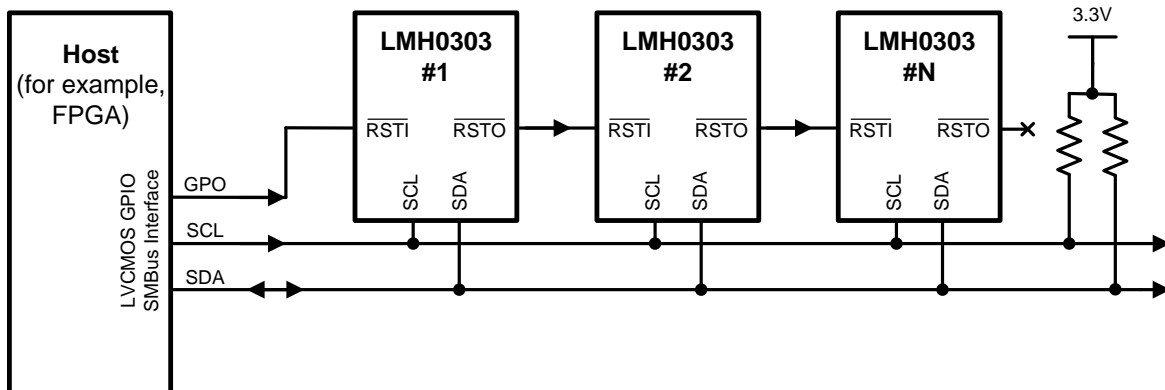 Host
(for example,
FPGA)
LVCMOS GPIO
SMBus Interface
GPO
SCL
SDA
LMH0303
#1
RSTI
RSTO
SCL
SDA
LMH0303
#2
RSTI
RSTO
SCL
SDA
LMH0303
#N
RSTI
RSTO
SCL
SDA
3.3V